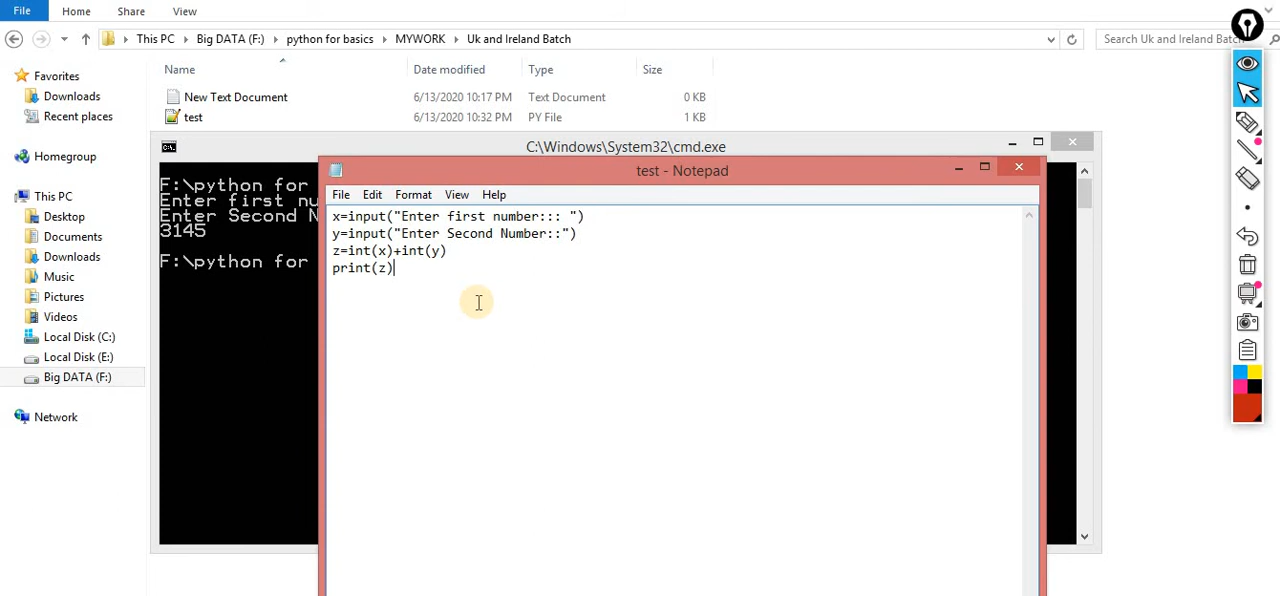 File Home Share View
This PC Big DATA (F:) python for basics MYWORK Uk and Ireland Batch Search Uk and Ireland Batch
Favorites
Downloads
Recent places
Homegroup
This PC
Desktop
Documents
Downloads
Music
Pictures
Videos
Local Disk (C:)
Local Disk (E:)
Big DATA (F:)
Network
Name Date modified Type Size
New Text Document 6/13/2020 10:17 PM Text Document 0 KB
test 6/13/2020 10:32 PM PY File 1 KB
C:\Windows\System32\cmd.exe
F:\python for
Enter first
Enter Second
3145
F:\python for
test - Notepad
File Edit Format View Help
x=input("Enter first number::: ")
y=input("Enter Second Number::")
z=int(x)+int(y)
print(z)